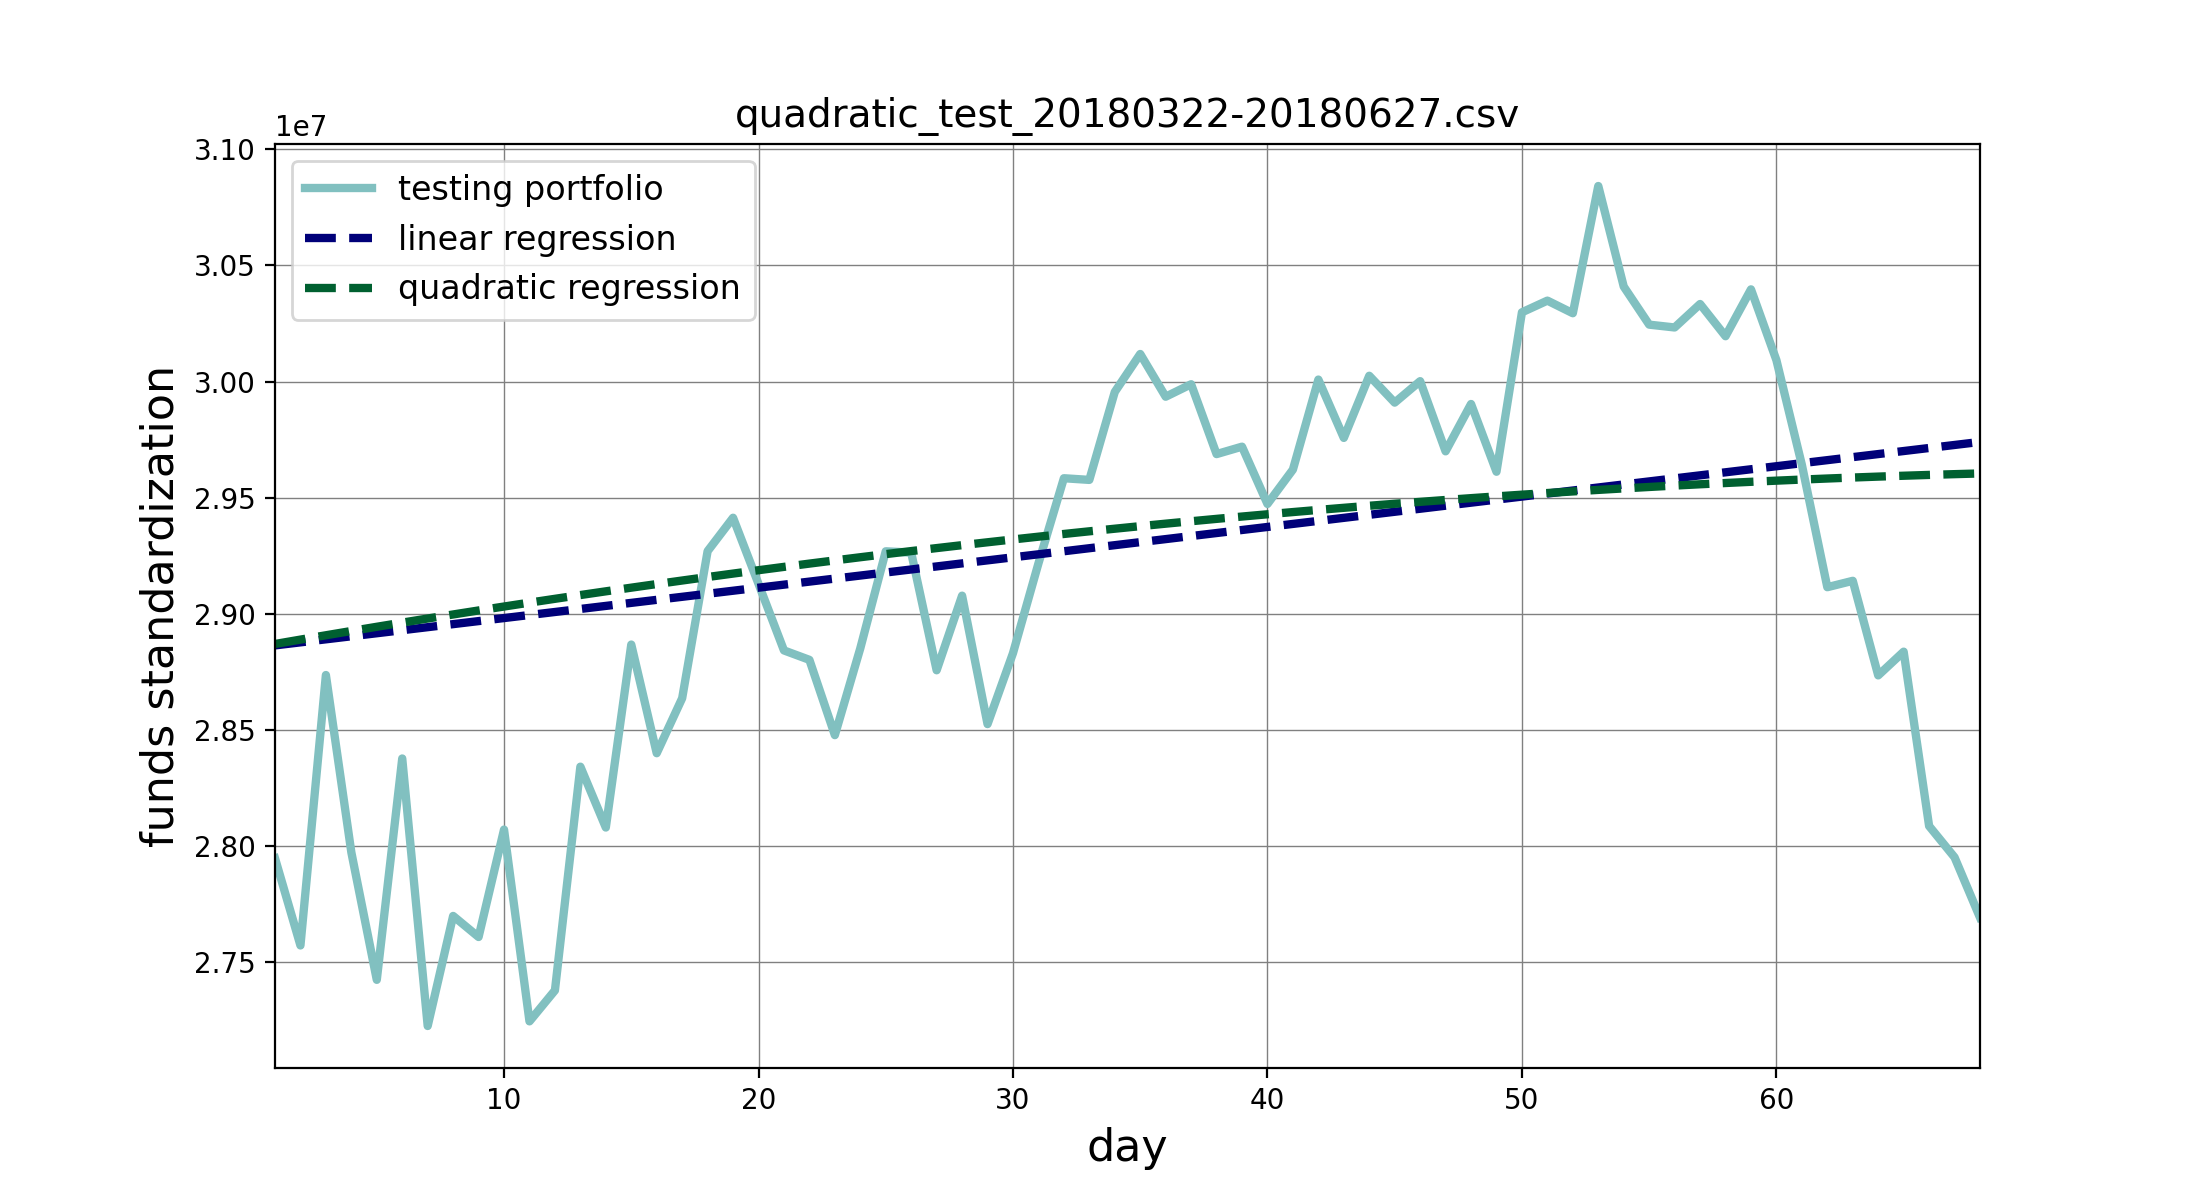 quadratic_test_20180322-20180627.csv
1e7
3.10
3.05
3.00
2.95
2.90
2.85
2.80
2.75
funds standardization
testing portfolio
linear regression
quadratic regression
10 20 30 40 50 60
day